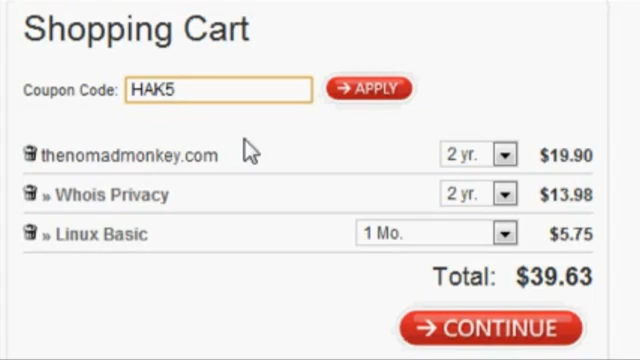 Shopping Cart
Coupon Code: HAK5 APPLY
thenomadmonkey.com 2 yr. $19.90
» Whois Privacy 2 yr. $13.98
» Linux Basic 1 Mo. $5.75
Total: $39.63
CONTINUE